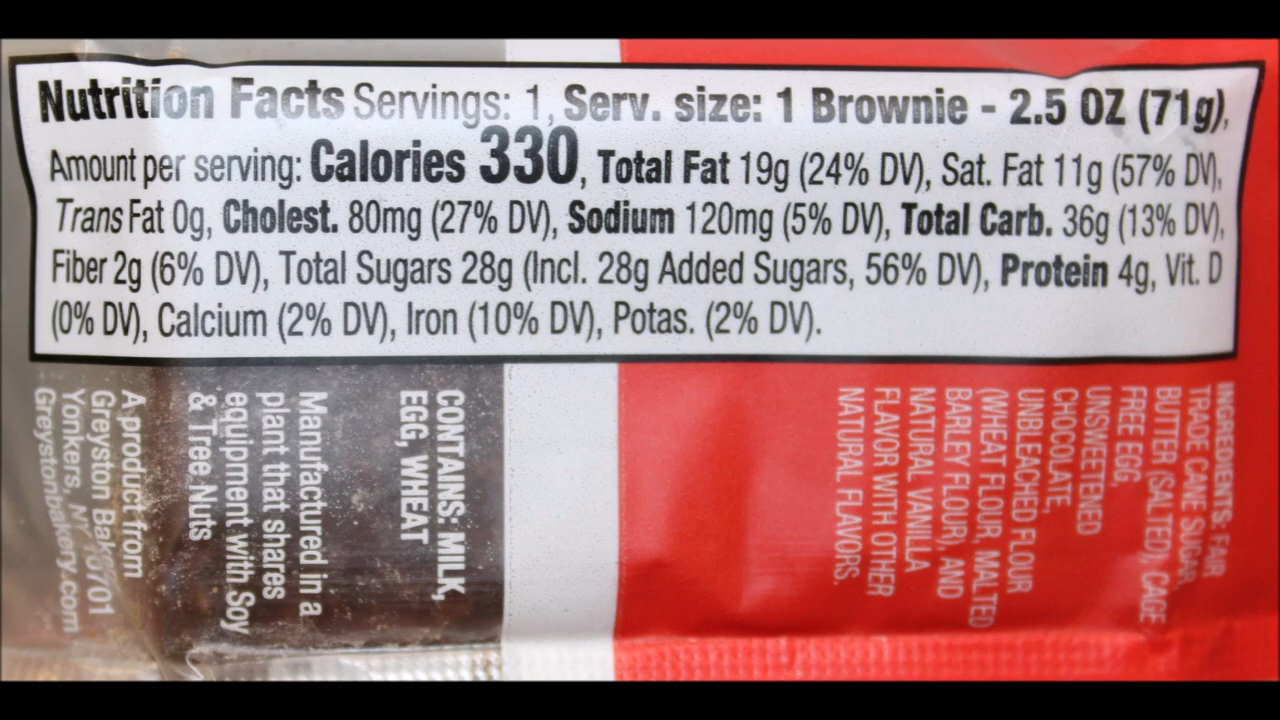 Nutrition Facts Servings: 1, Serv. size: 1 Brownie - 2.5 OZ (71g),
Amount per serving: Calories 330, Total Fat 19g (24% DV), Sat. Fat 11g (57% DV),
Trans Fat 0g, Cholest. 80mg (27% DV), Sodium 120mg (5% DV), Total Carb. 36g (13% DV),
Fiber 2g (6% DV), Total Sugars 28g (Incl. 28g Added Sugars, 56% DV), Protein 4g, Vit. D
(0% DV), Calcium (2% DV), Iron (10% DV), Potas. (2% DV).
INGREDIENTS: FAIR
TRADE CANE SUGAR,
BUTTER (SALTED), CAGE
FREE EGG,
UNSWEETENED
CHOCOLATE,
UNBLEACHED FLOUR
(WHEAT FLOUR, MALTED
BARLEY FLOUR), AND
NATURAL VANILLA
FLAVOR WITH OTHER
NATURAL FLAVORS.
CONTAINS: MILK,
EGG, WHEAT
Manufactured in a
plant that shares
equipment with Soy
& Tree Nuts
A product from
Greyston Bakery
Yonkers, NY 10701
Greystonbakery.com